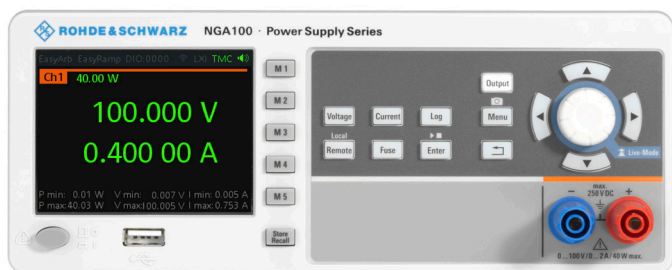 ROHDE & SCHWARZ NGA100 · Power Supply Series
EasyArb EasyRamp DIO:0000 LXI TMC
Ch1 40.00 W
100.000 V
0.400 00 A
P min: 0.01 W V min: 0.007 V I min: 0.005 A
P max: 40.03 W V max: 100.005 V I max: 0.753 A
M 1
M 2
M 3
M 4
M 5
Store
Recall
Output
Voltage Current Log Menu
Local
Remote Fuse Enter
Live-Mode
max.
250 V DC
− +
0...100 V / 0...2 A / 40 W max.